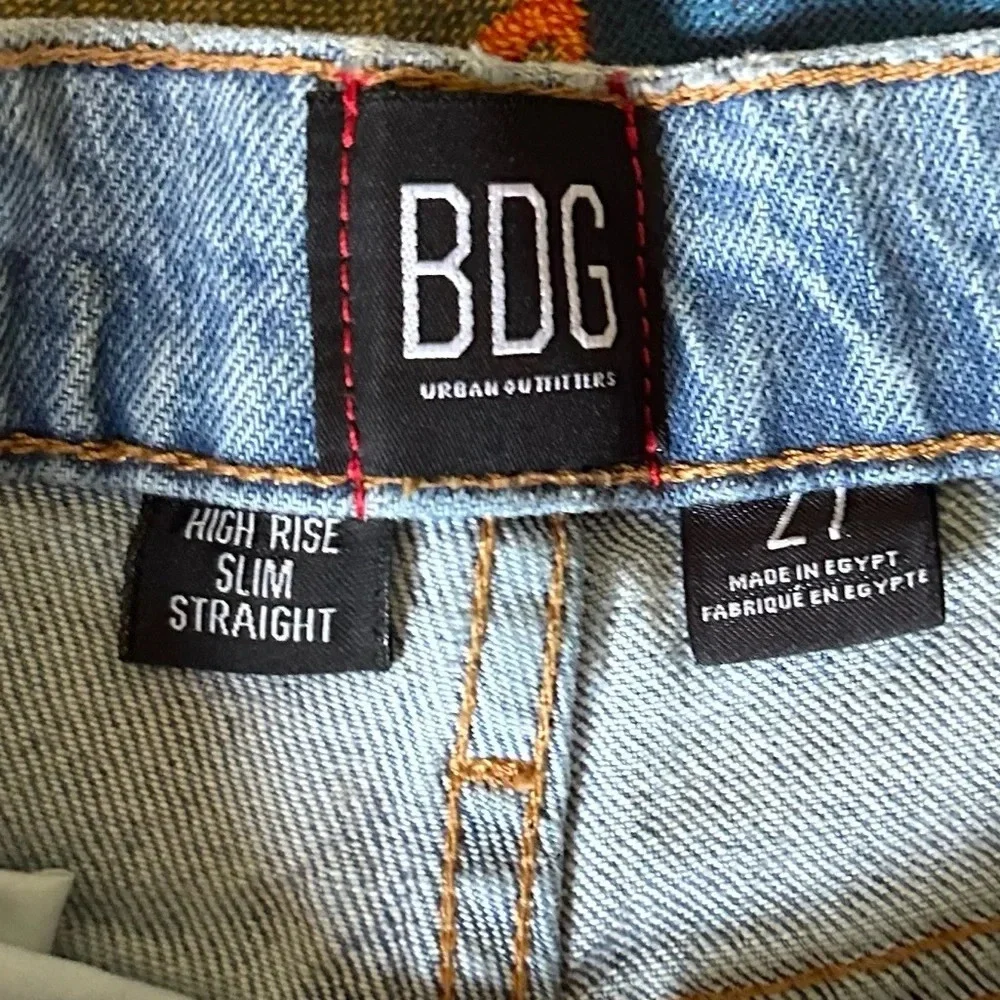 BDG
URBAN OUTFITTERS
HIGH RISE
SLIM
STRAIGHT
27
MADE IN EGYPT
FABRIQUÉ EN EGYPTE